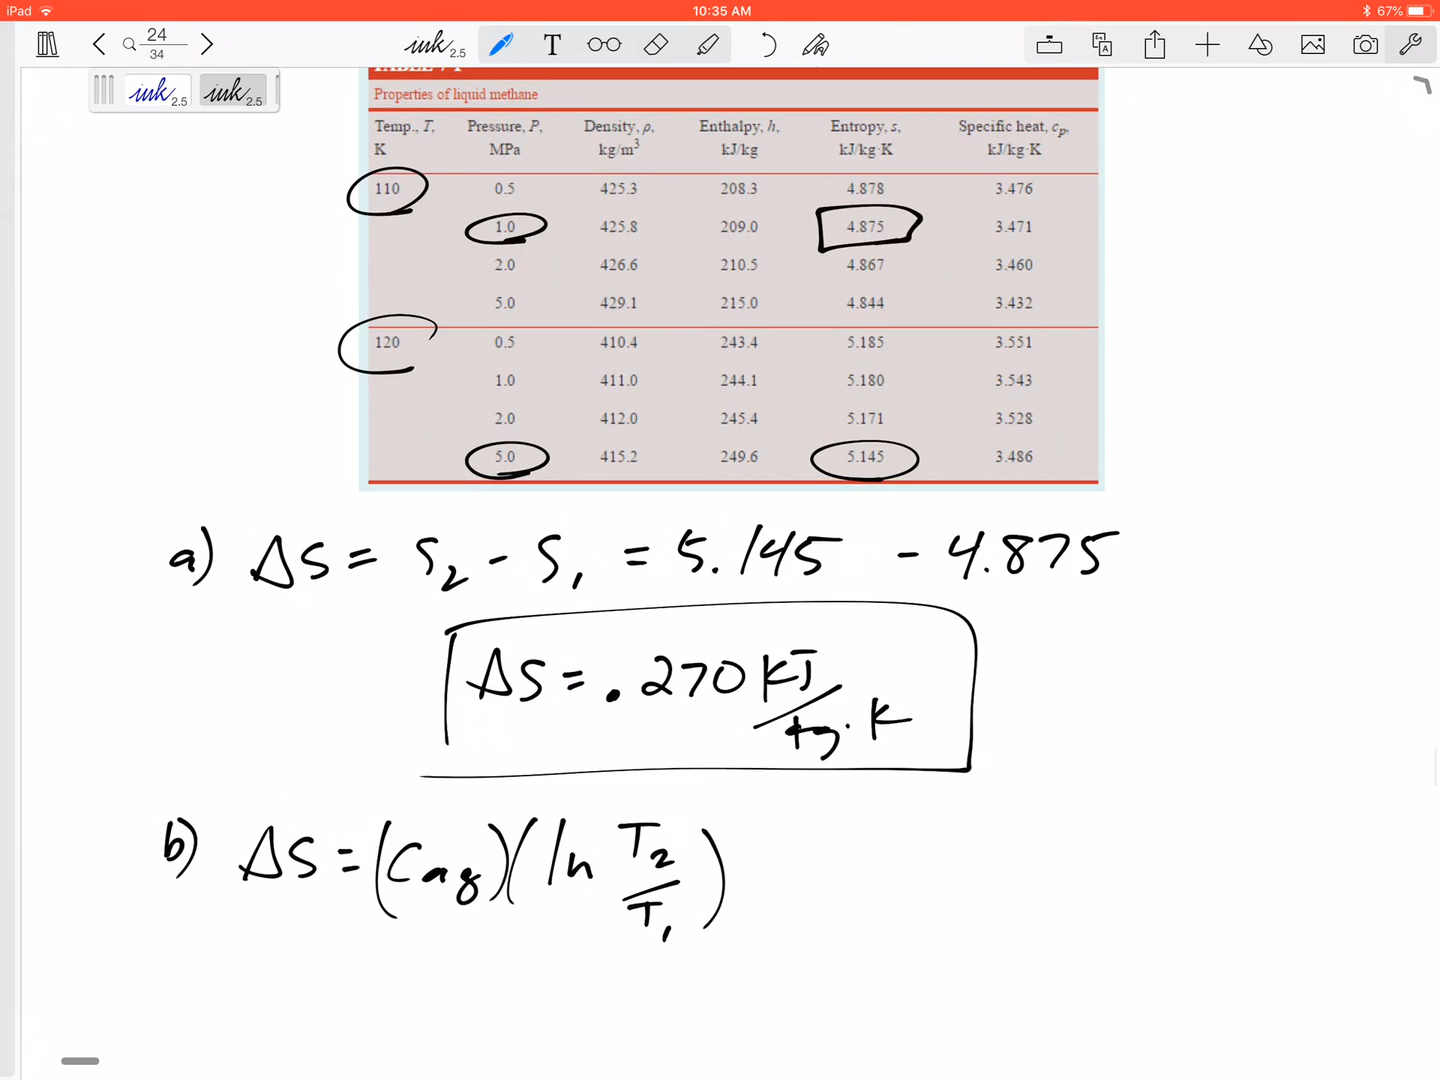 iPad 10:35 AM 67%
24
34
ink 2.5 T
ink 2.5 ink 2.5
Properties of liquid methane
Temp., T, Pressure, P, Density, ρ, Enthalpy, h, Entropy, s, Specific heat, cp,
K MPa kg/m³ kJ/kg kJ/kg·K kJ/kg·K
110 0.5 425.3 208.3 4.878 3.476
1.0 425.8 209.0 4.875 3.471
2.0 426.6 210.5 4.867 3.460
5.0 429.1 215.0 4.844 3.432
120 0.5 410.4 243.4 5.185 3.551
1.0 411.0 244.1 5.180 3.543
2.0 412.0 245.4 5.171 3.528
5.0 415.2 249.6 5.145 3.486
a) ΔS = S₂ - S₁ = 5.145 - 4.875
ΔS = .270 kJ/kg·K
b) ΔS = (Cavg)(ln T₂/T₁)